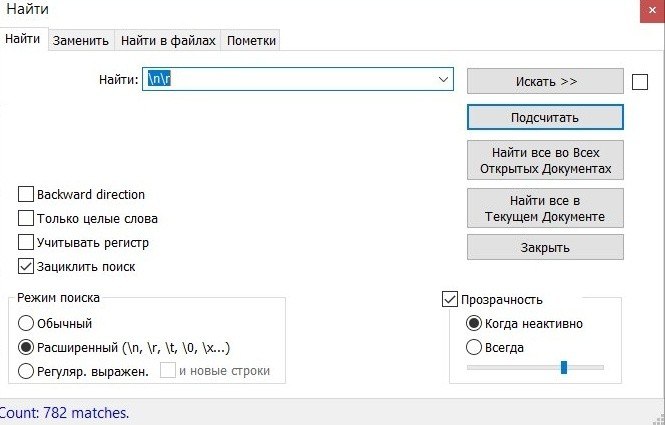 Найти
Найти
Заменить
Найти в файлах
Пометки
Найти:
\n\r
Искать >>
Подсчитать
Найти все во Всех
Открытых Документах
Найти все в
Текущем Документе
Закрыть
Backward direction
Только целые слова
Учитывать регистр
Зациклить поиск
Режим поиска
Обычный
Расширенный (\n, \r, \t, \0, \x...)
Регуляр. выражен.
и новые строки
Прозрачность
Когда неактивно
Всегда
Count: 782 matches.